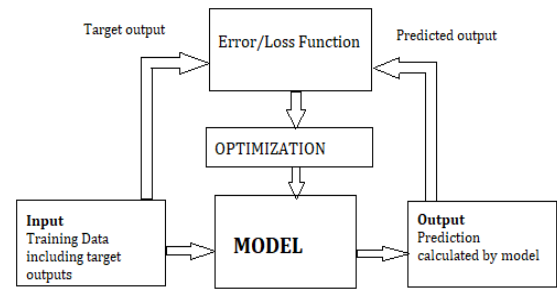 Target output
Error/Loss Function
Predicted output
OPTIMIZATION
Input
Training Data
including target
outputs
MODEL
Output
Prediction
calculated by model